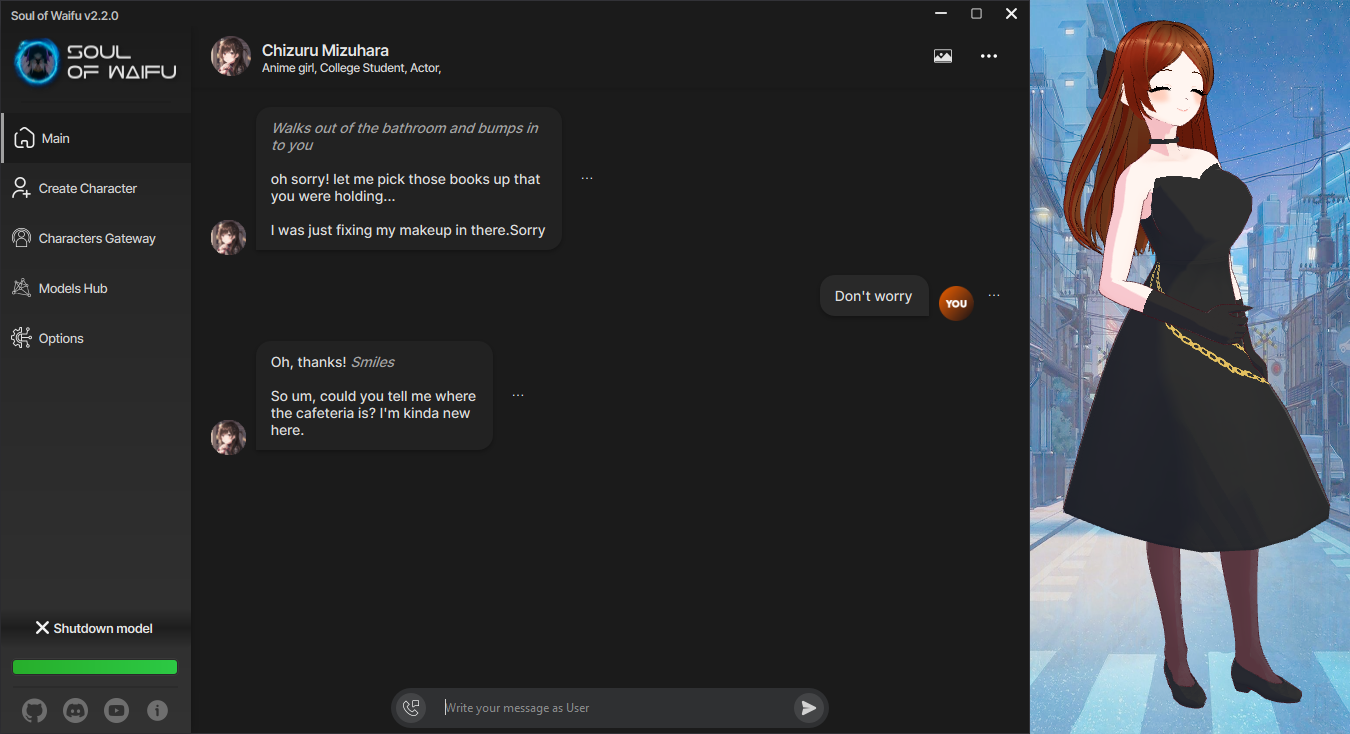 Soul of Waifu v2.2.0
SOUL
OF WAIFU
Main
Create Character
Characters Gateway
Models Hub
Options
Shutdown model
Chizuru Mizuhara
Anime girl, College Student, Actor,
Walks out of the bathroom and bumps in
to you
oh sorry! let me pick those books up that
you were holding...
I was just fixing my makeup in there.Sorry
Don't worry
YOU
Oh, thanks! Smiles
So um, could you tell me where
the cafeteria is? I'm kinda new
here.
Write your message as User